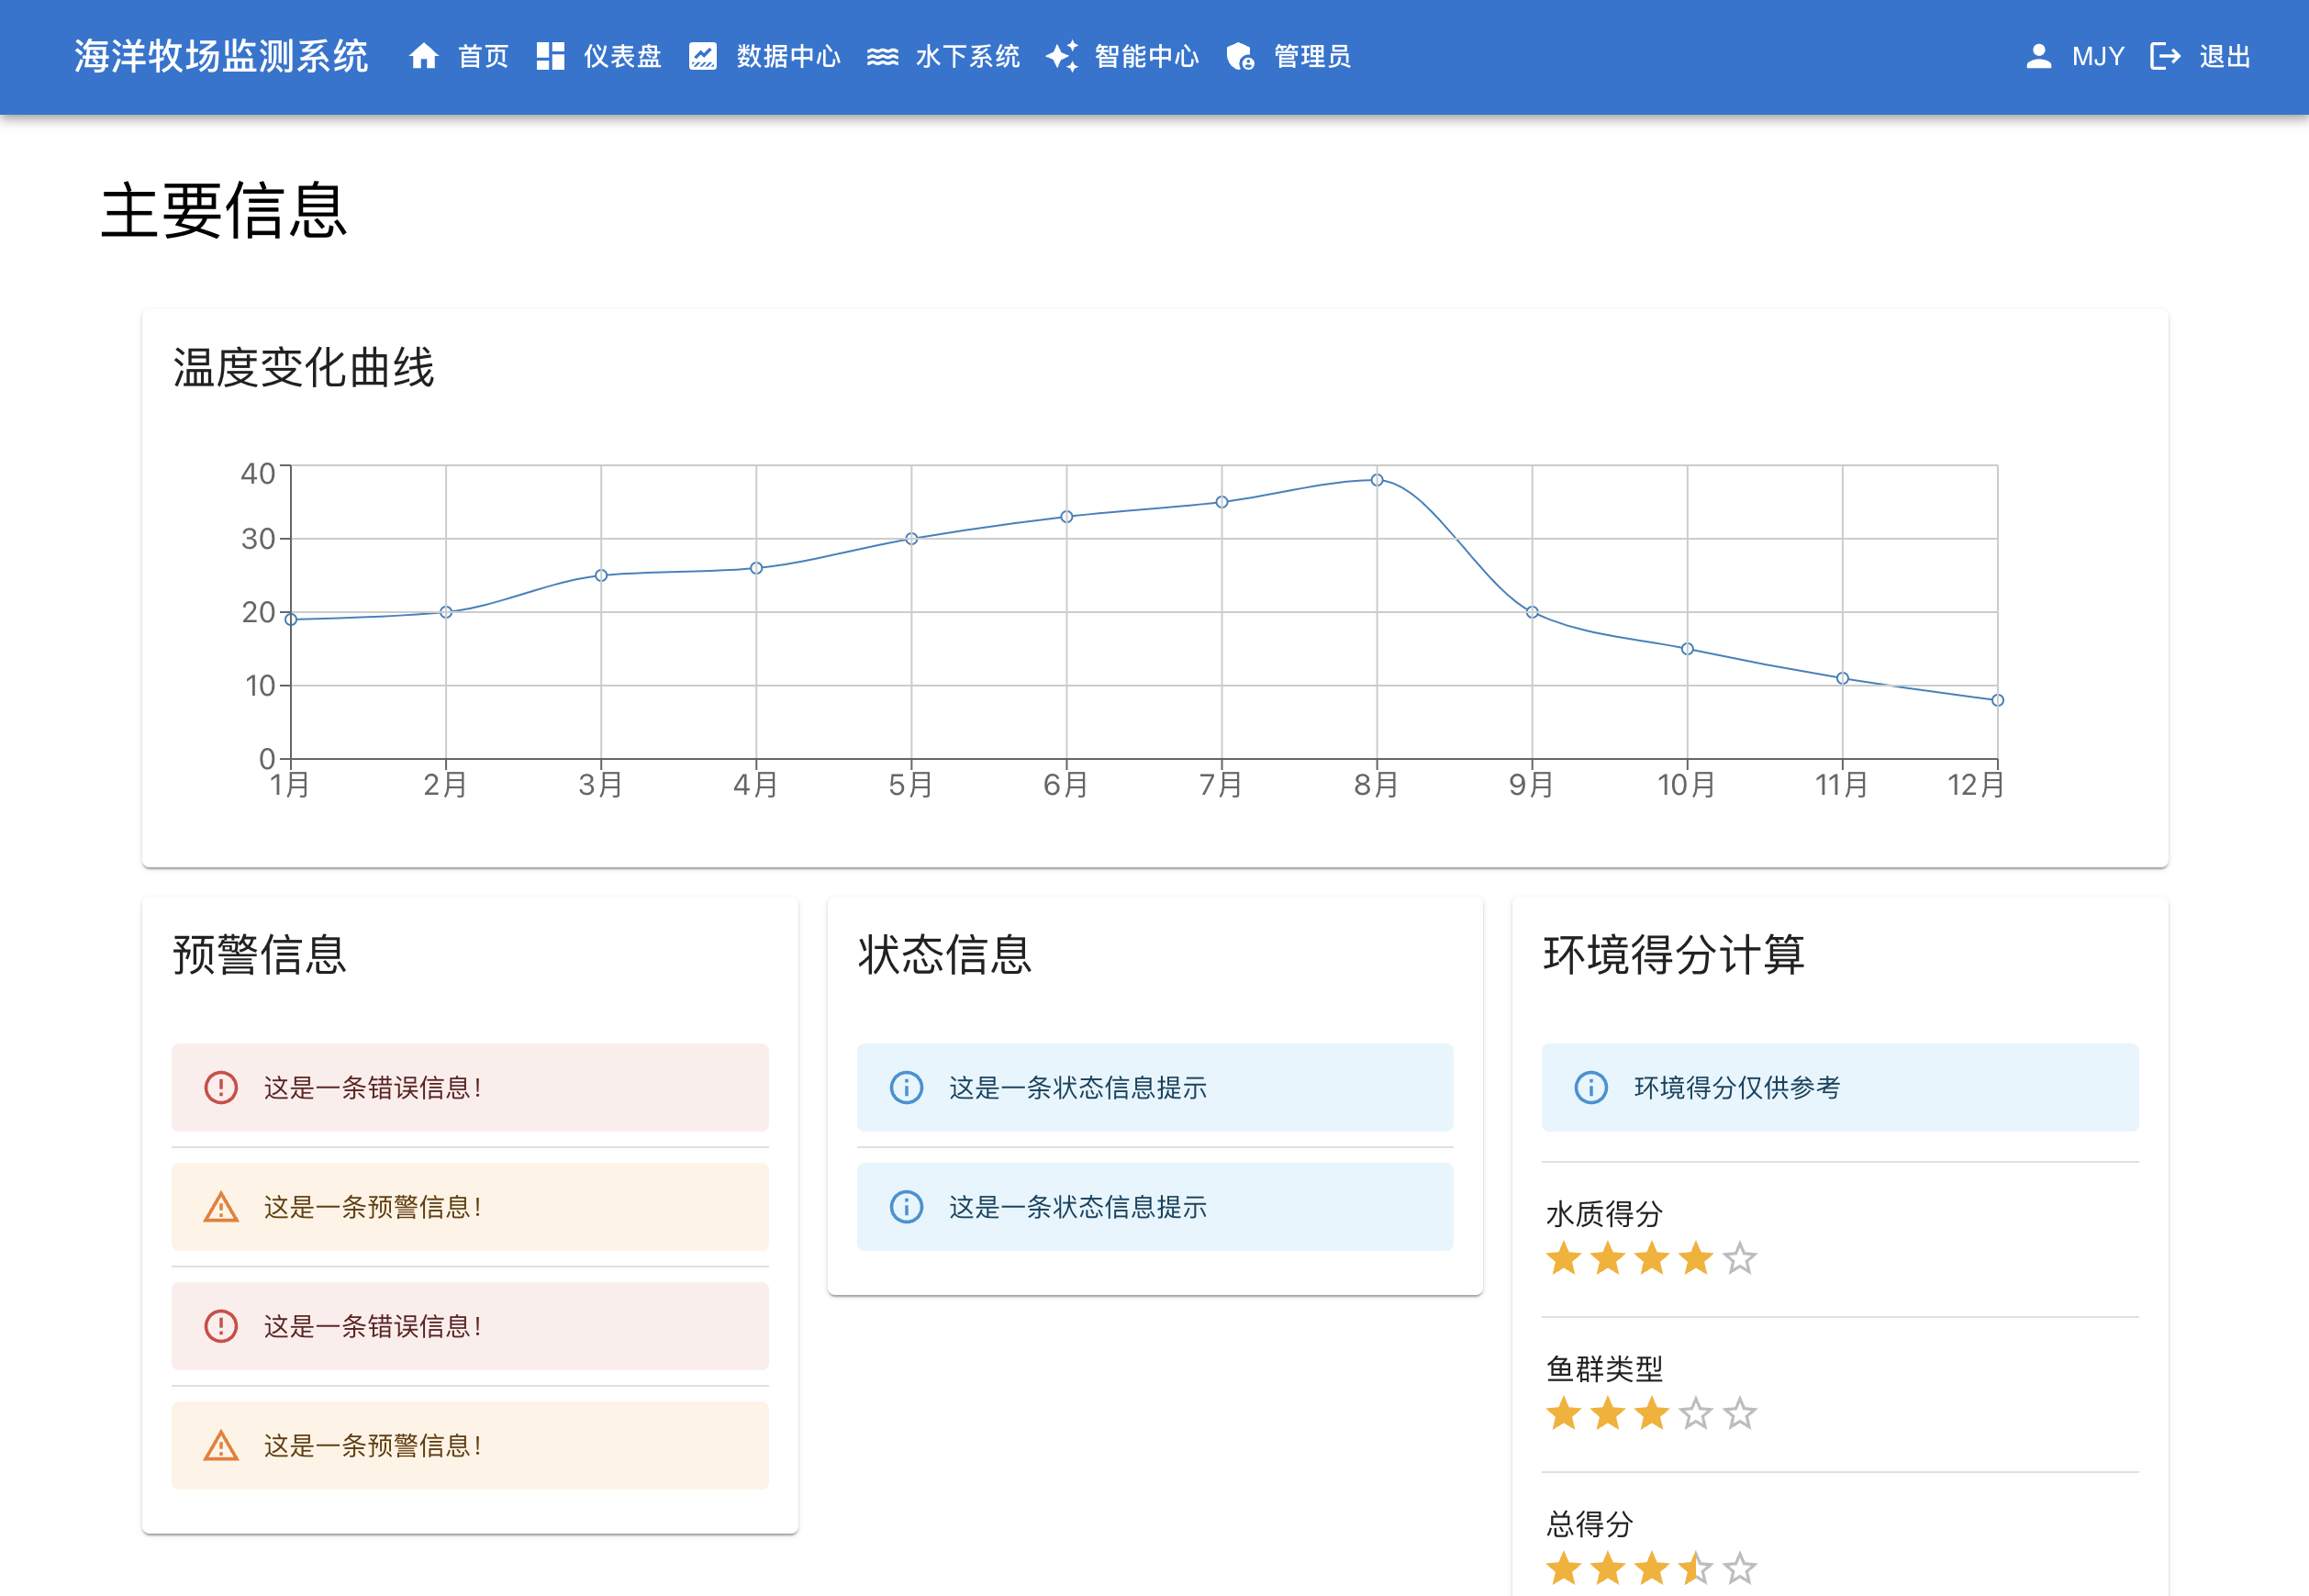 海洋牧场监测系统 首页 仪表盘 数据中心 水下系统 智能中心 管理员 MJY 退出
主要信息
温度变化曲线
40
30
20
10
0
1月 2月 3月 4月 5月 6月 7月 8月 9月 10月 11月 12月
预警信息
这是一条错误信息!
这是一条预警信息!
这是一条错误信息!
这是一条预警信息!
状态信息
这是一条状态信息提示
这是一条状态信息提示
环境得分计算
环境得分仅供参考
水质得分
鱼群类型
总得分